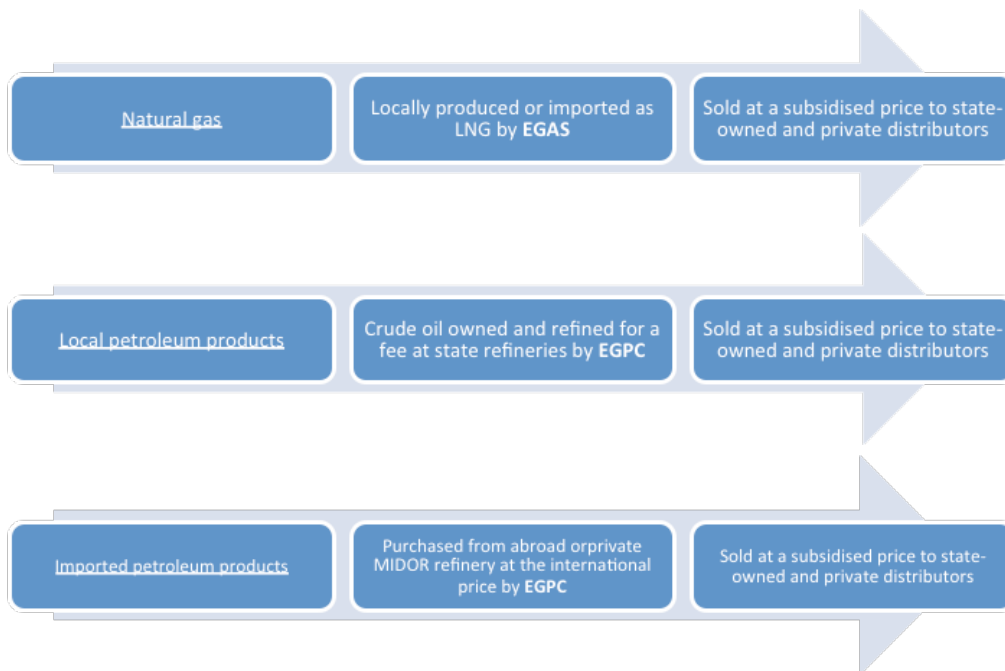 Natural gas
Locally produced or imported as
LNG by EGAS
Sold at a subsidised price to state-
owned and private distributors
Local petroleum products
Crude oil owned and refined for a
fee at state refineries by EGPC
Sold at a subsidised price to state-
owned and private distributors
Imported petroleum products
Purchased from abroad orprivate
MIDOR refinery at the international
price by EGPC
Sold at a subsidised price to state-
owned and private distributors